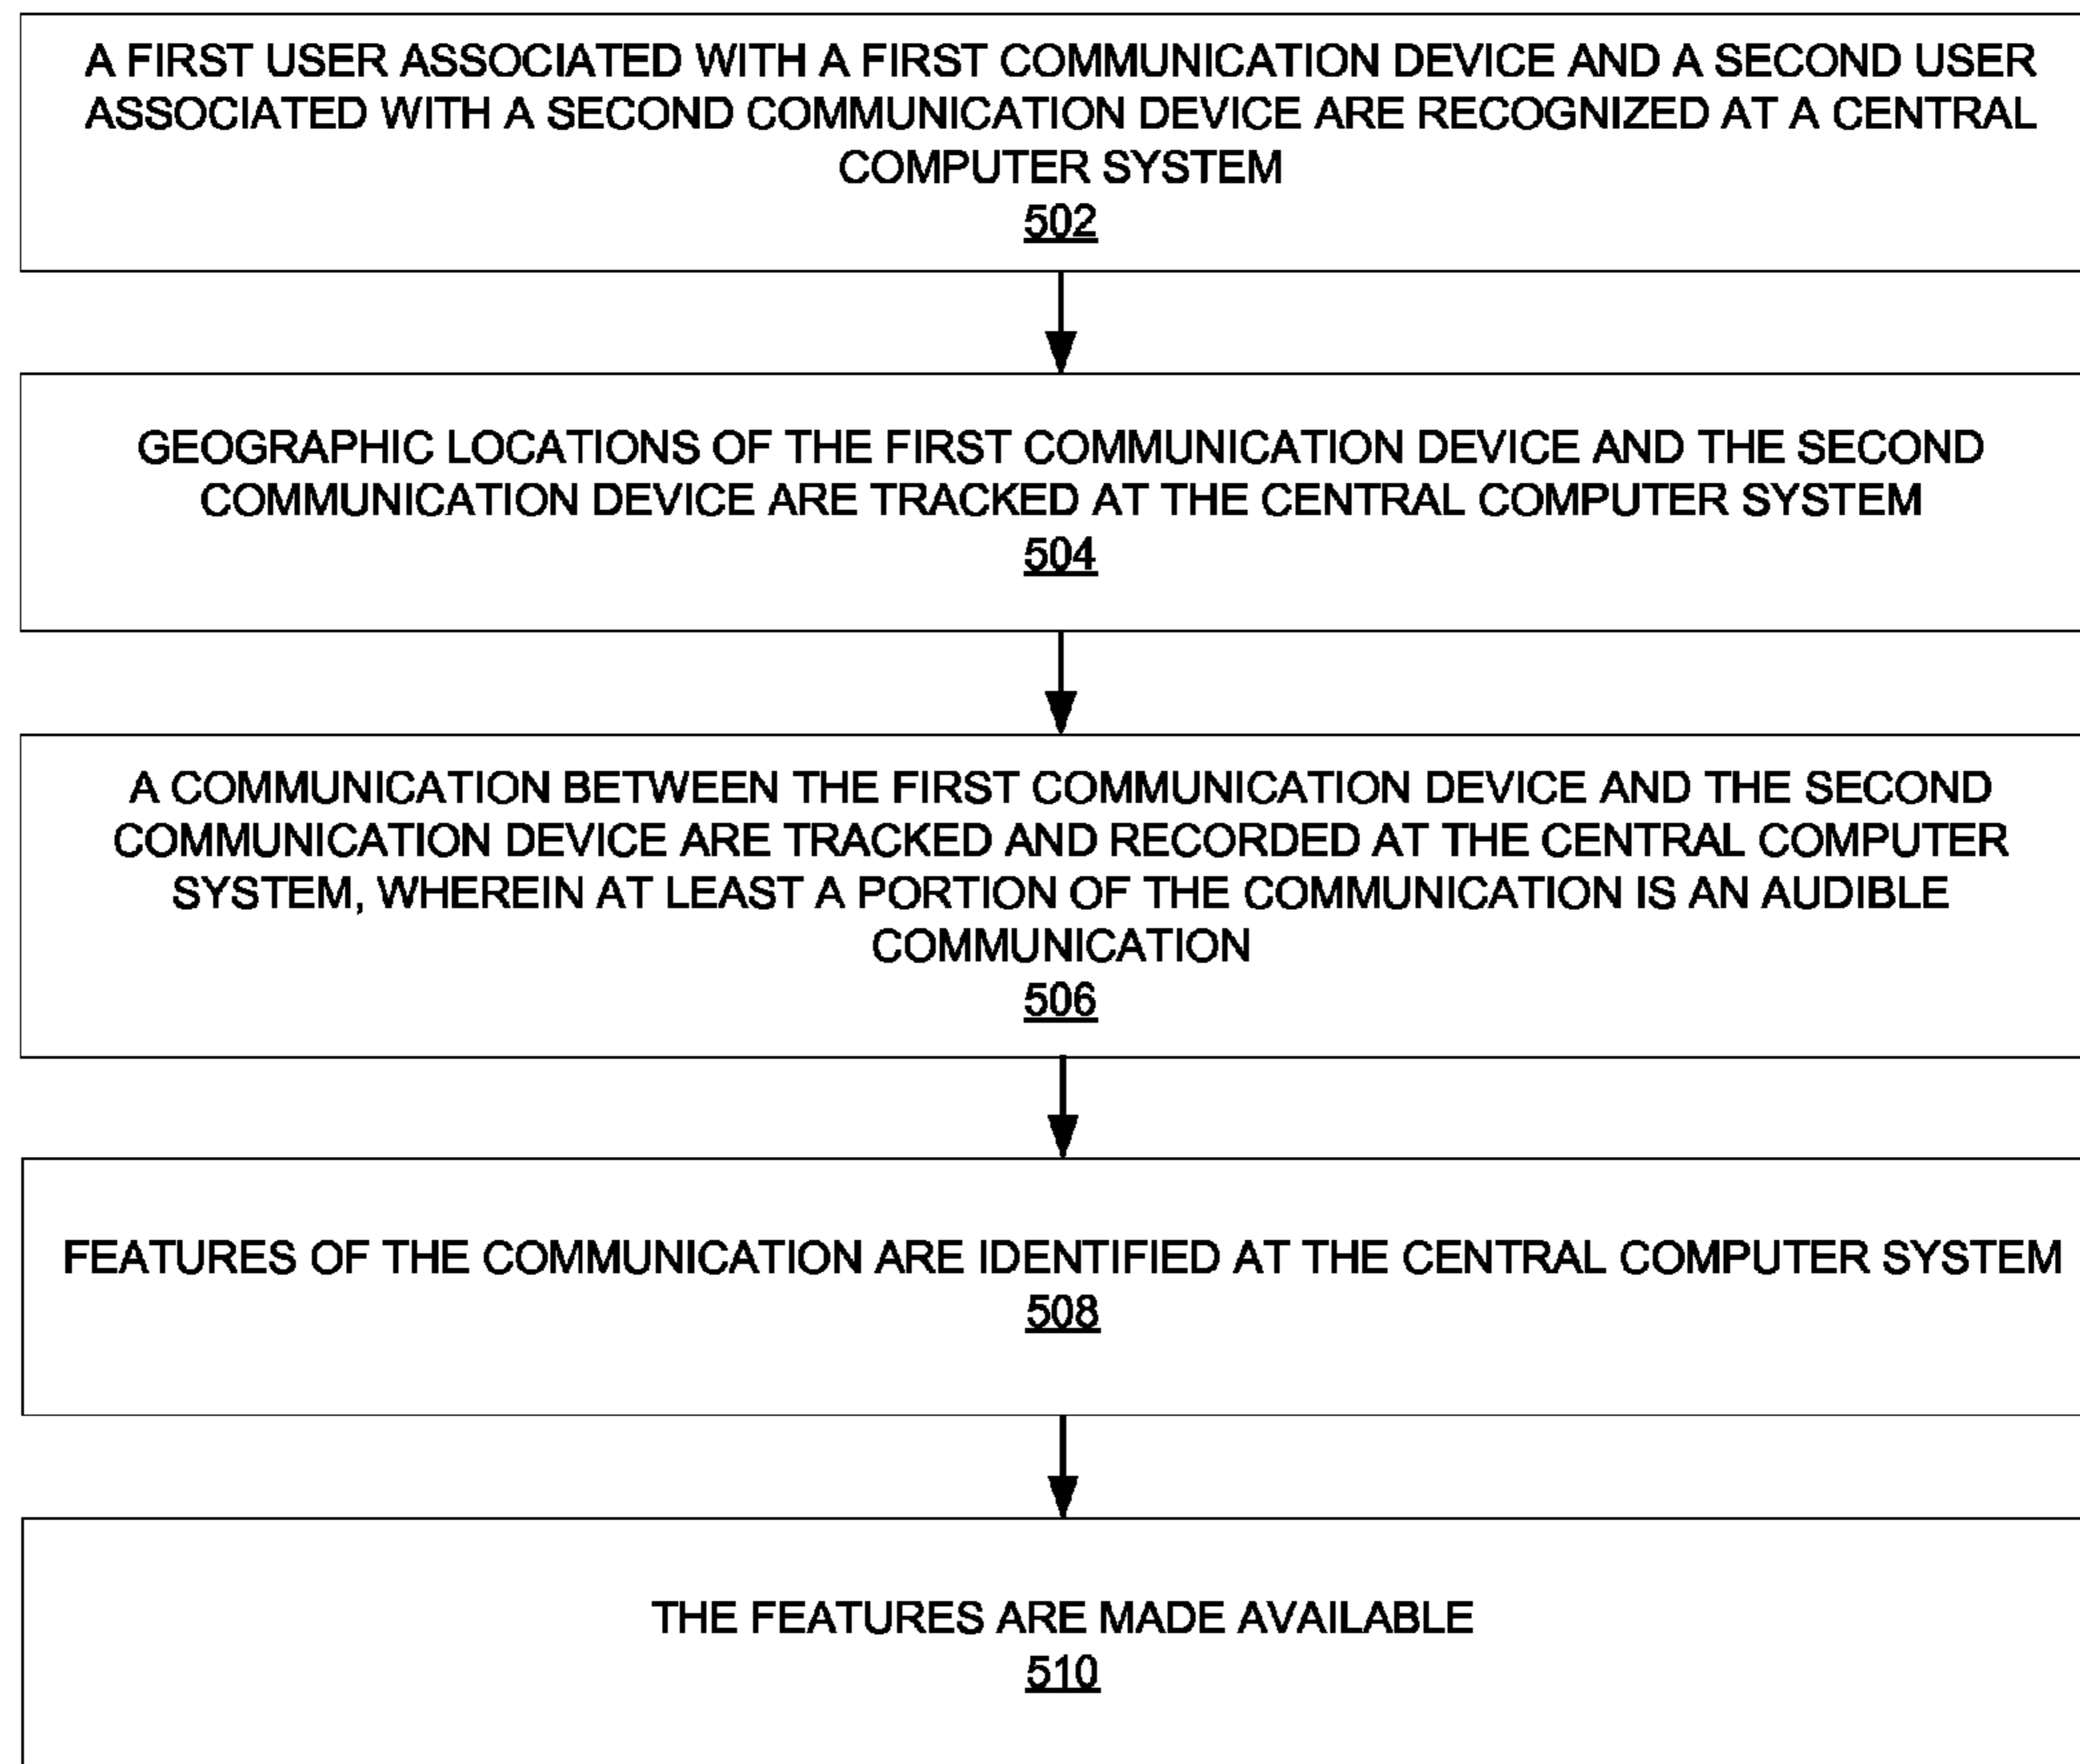 A FIRST USER ASSOCIATED WITH A FIRST COMMUNICATION DEVICE AND A SECOND USER
ASSOCIATED WITH A SECOND COMMUNICATION DEVICE ARE RECOGNIZED AT A CENTRAL
COMPUTER SYSTEM
502
GEOGRAPHIC LOCATIONS OF THE FIRST COMMUNICATION DEVICE AND THE SECOND
COMMUNICATION DEVICE ARE TRACKED AT THE CENTRAL COMPUTER SYSTEM
504
A COMMUNICATION BETWEEN THE FIRST COMMUNICATION DEVICE AND THE SECOND
COMMUNICATION DEVICE ARE TRACKED AND RECORDED AT THE CENTRAL COMPUTER
SYSTEM, WHEREIN AT LEAST A PORTION OF THE COMMUNICATION IS AN AUDIBLE
COMMUNICATION
506
FEATURES OF THE COMMUNICATION ARE IDENTIFIED AT THE CENTRAL COMPUTER SYSTEM
508
THE FEATURES ARE MADE AVAILABLE
510